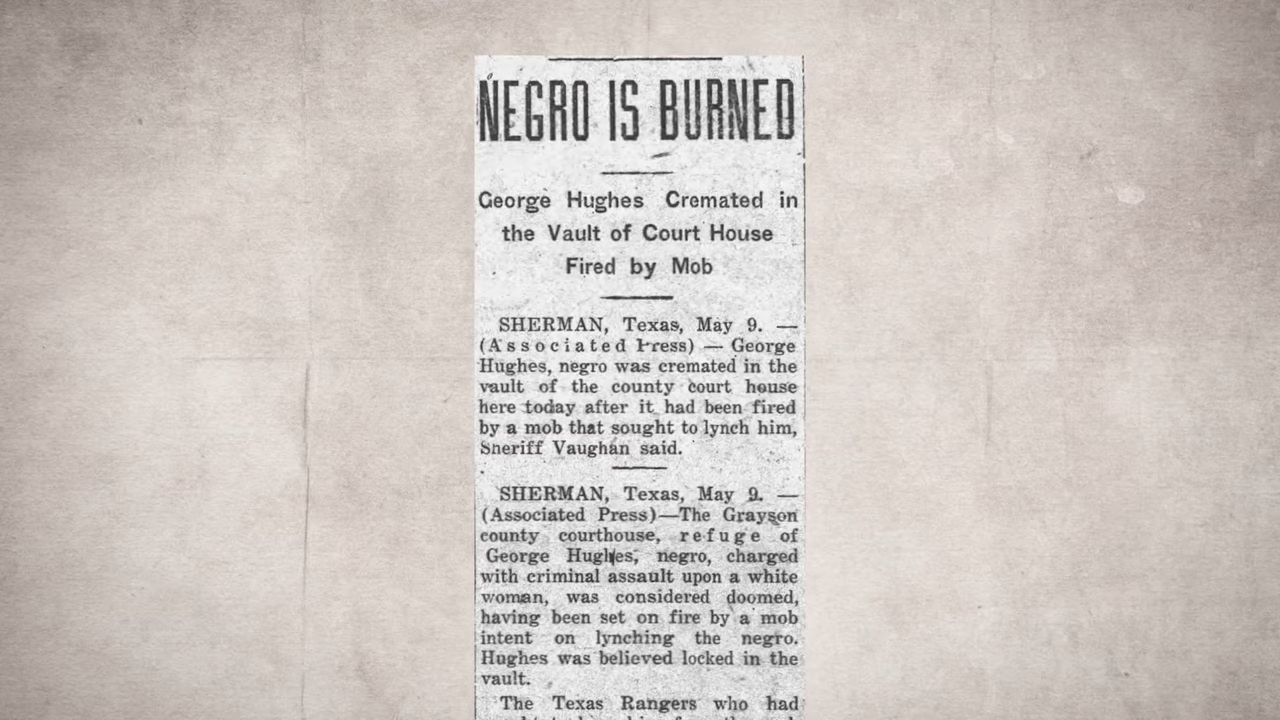 NEGRO IS BURNED
George Hughes Cremated in
the Vault of Court House
Fired by Mob
SHERMAN, Texas, May 9. —
(Associated Press) — George
Hughes, negro was cremated in the
vault of the county court house
here today after it had been fired
by a mob that sought to lynch him,
Sheriff Vaughan said.
SHERMAN, Texas, May 9. —
(Associated Press)—The Grayson
county courthouse, refuge of
George Hughes, negro, charged
with criminal assault upon a white
woman, was considered doomed,
having been set on fire by a mob
intent on lynching the negro.
Hughes was believed locked in the
vault.
The Texas Rangers who had